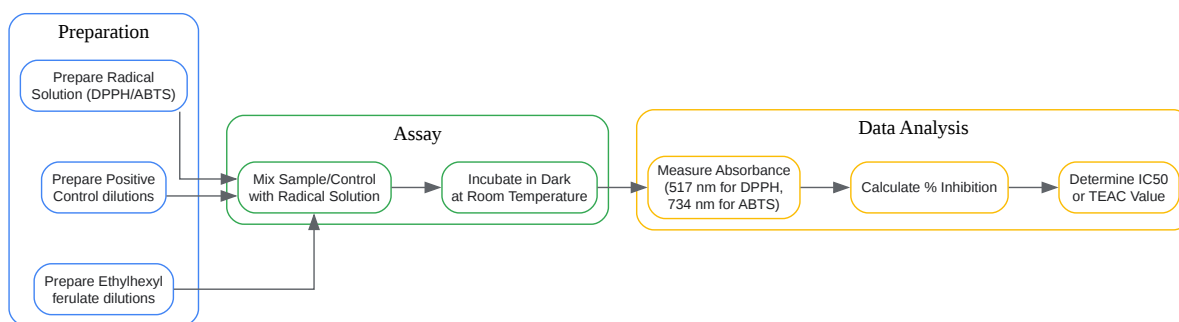 Preparation
Prepare Radical
Solution (DPPH/ABTS)
Prepare Positive
Control dilutions
Prepare Ethylhexyl
ferulate dilutions
Assay
Mix Sample/Control
with Radical Solution
Incubate in Dark
at Room Temperature
Data Analysis
Measure Absorbance
(517 nm for DPPH,
734 nm for ABTS)
Calculate % Inhibition
Determine IC50
or TEAC Value